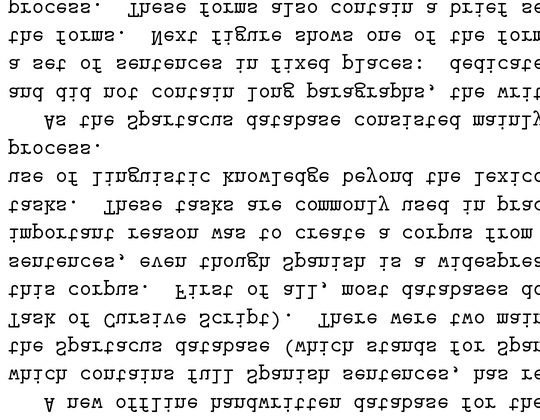 A new offline handwritten database for the
which contains full Spanish sentences, has re
the Spartacus database (which stands for Span
Task of Cursive Script). There were two main
this corpus. First of all, most databases do
sentences, even though Spanish is a widesprea
important reason was to create a corpus from
tasks. These tasks are commonly used in prac
use of linguistic knowledge beyond the lexico
process.
As the Spartacus database consisted mainly
and did not contain long paragraphs, the writ
a set of sentences in fixed places: dedicate
the forms. Next figure shows one of the form
process. These forms also contain a brief se